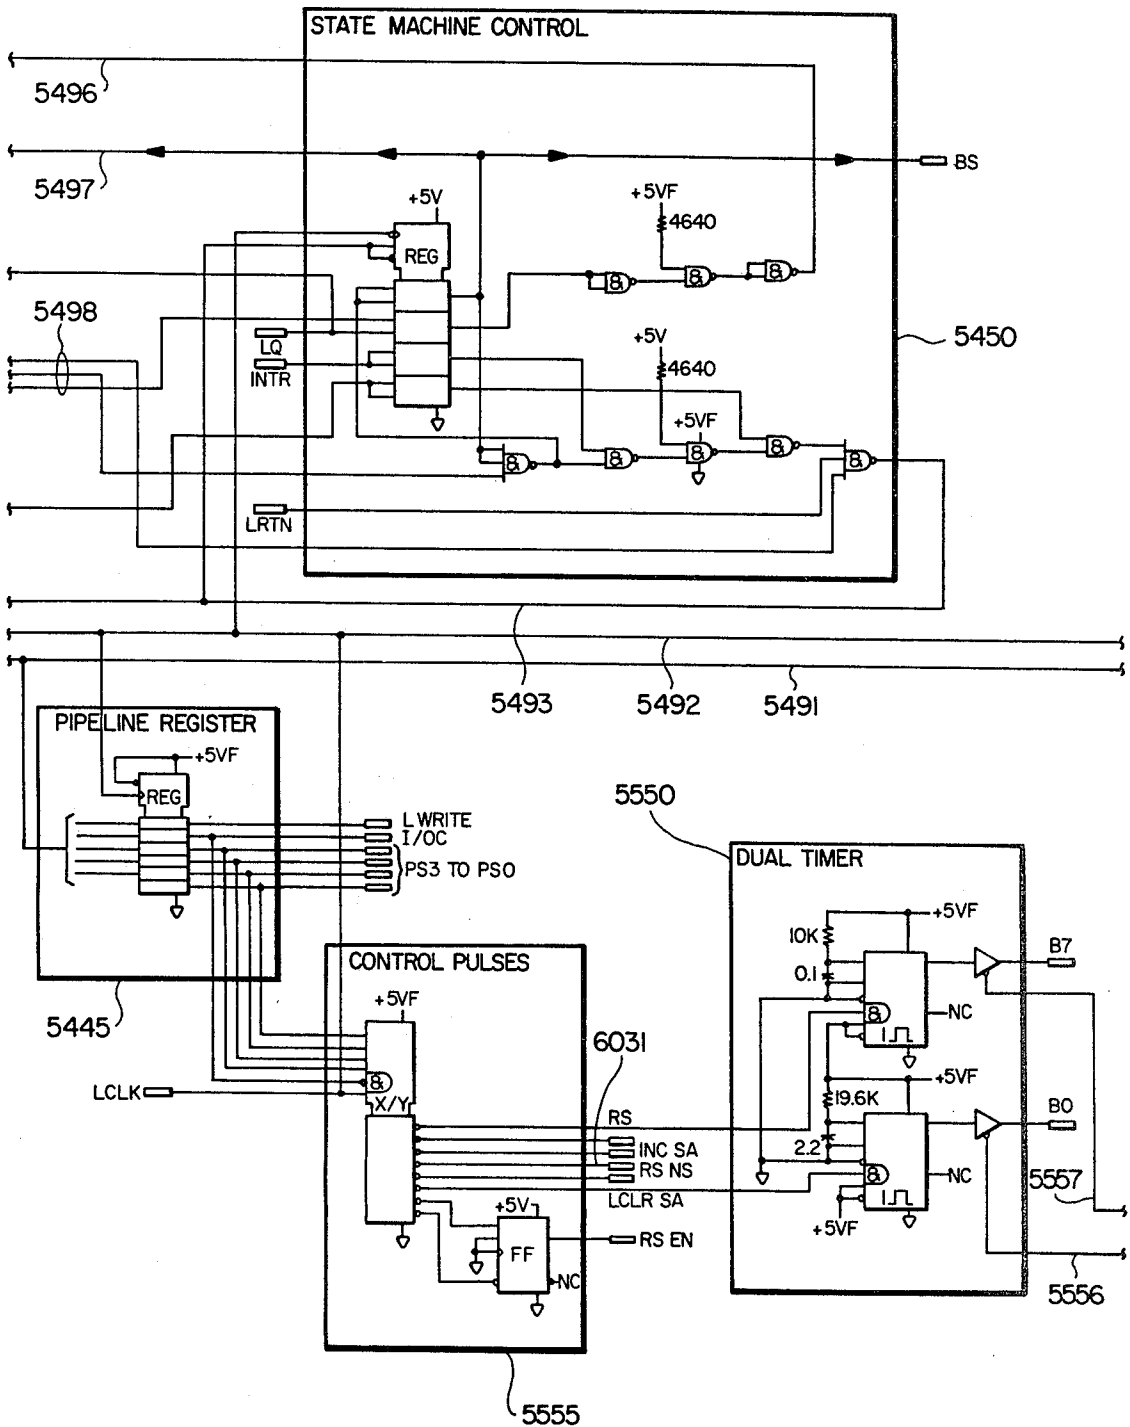 STATE MACHINE CONTROL
5496
5497
BS
+5V
+5VF
4640
REG
&
&
&
5498
LQ
INTR
+5V
4640
5450
+5VF
&
&
&
&
&
LRTN
5493
5492
5491
PIPELINE REGISTER
+5VF
REG
L WRITE
I/OC
PS3 TO PS0
5445
5550
DUAL TIMER
+5VF
10K
0.1
B7
&
NC
1
CONTROL PULSES
+5VF
6031
LCLK
&
X/Y
+5VF
19.6K
RS
2.2
B0
INC SA
RS NS
&
NC
LCLR SA
1
+5VF
5557
+5V
FF
RS EN
NC
5556
5555